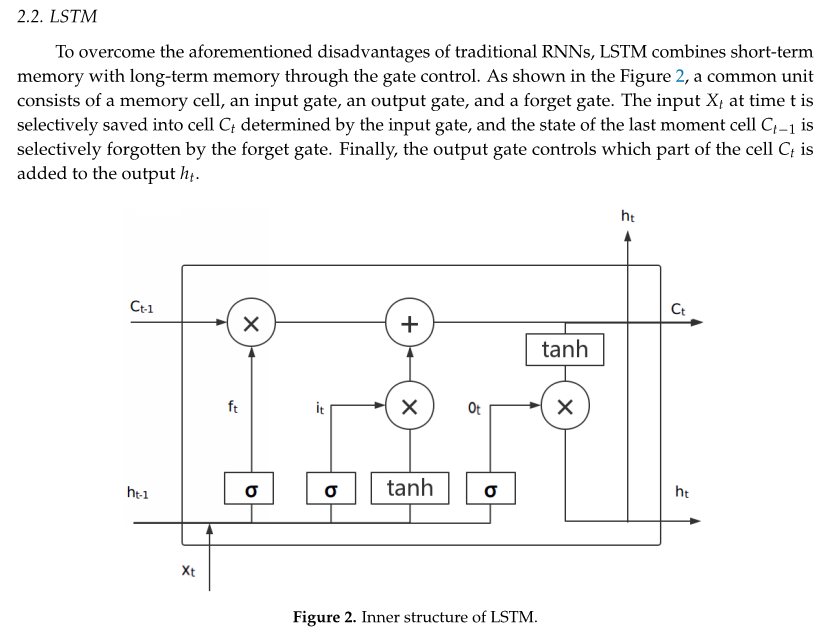 2.2. LSTM
To overcome the aforementioned disadvantages of traditional RNNs, LSTM combines short-term
memory with long-term memory through the gate control. As shown in the Figure 2, a common unit
consists of a memory cell, an input gate, an output gate, and a forget gate. The input Xt at time t is
selectively saved into cell Ct determined by the input gate, and the state of the last moment cell Ct−1 is
selectively forgotten by the forget gate. Finally, the output gate controls which part of the cell Ct is
added to the output ht.
ht
Ct-1
×
+
Ct
tanh
ft
it
×
Ot
×
ht-1
σ
σ
tanh
σ
ht
Xt
Figure 2. Inner structure of LSTM.